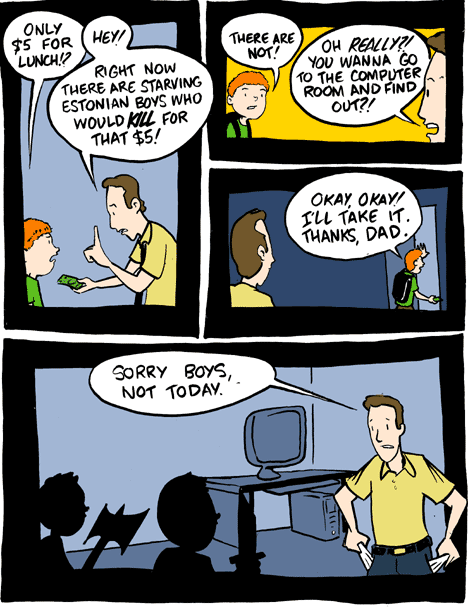 ONLY
$5 FOR
LUNCH!?
HEY!
RIGHT NOW
THERE ARE STARVING
ESTONIAN BOYS WHO
WOULD KILL FOR
THAT $5!
THERE ARE
NOT!
OH REALLY?!
YOU WANNA GO
TO THE COMPUTER
ROOM AND FIND
OUT?!
OKAY, OKAY!
I'LL TAKE IT.
THANKS, DAD.
SORRY BOYS,
NOT TODAY.